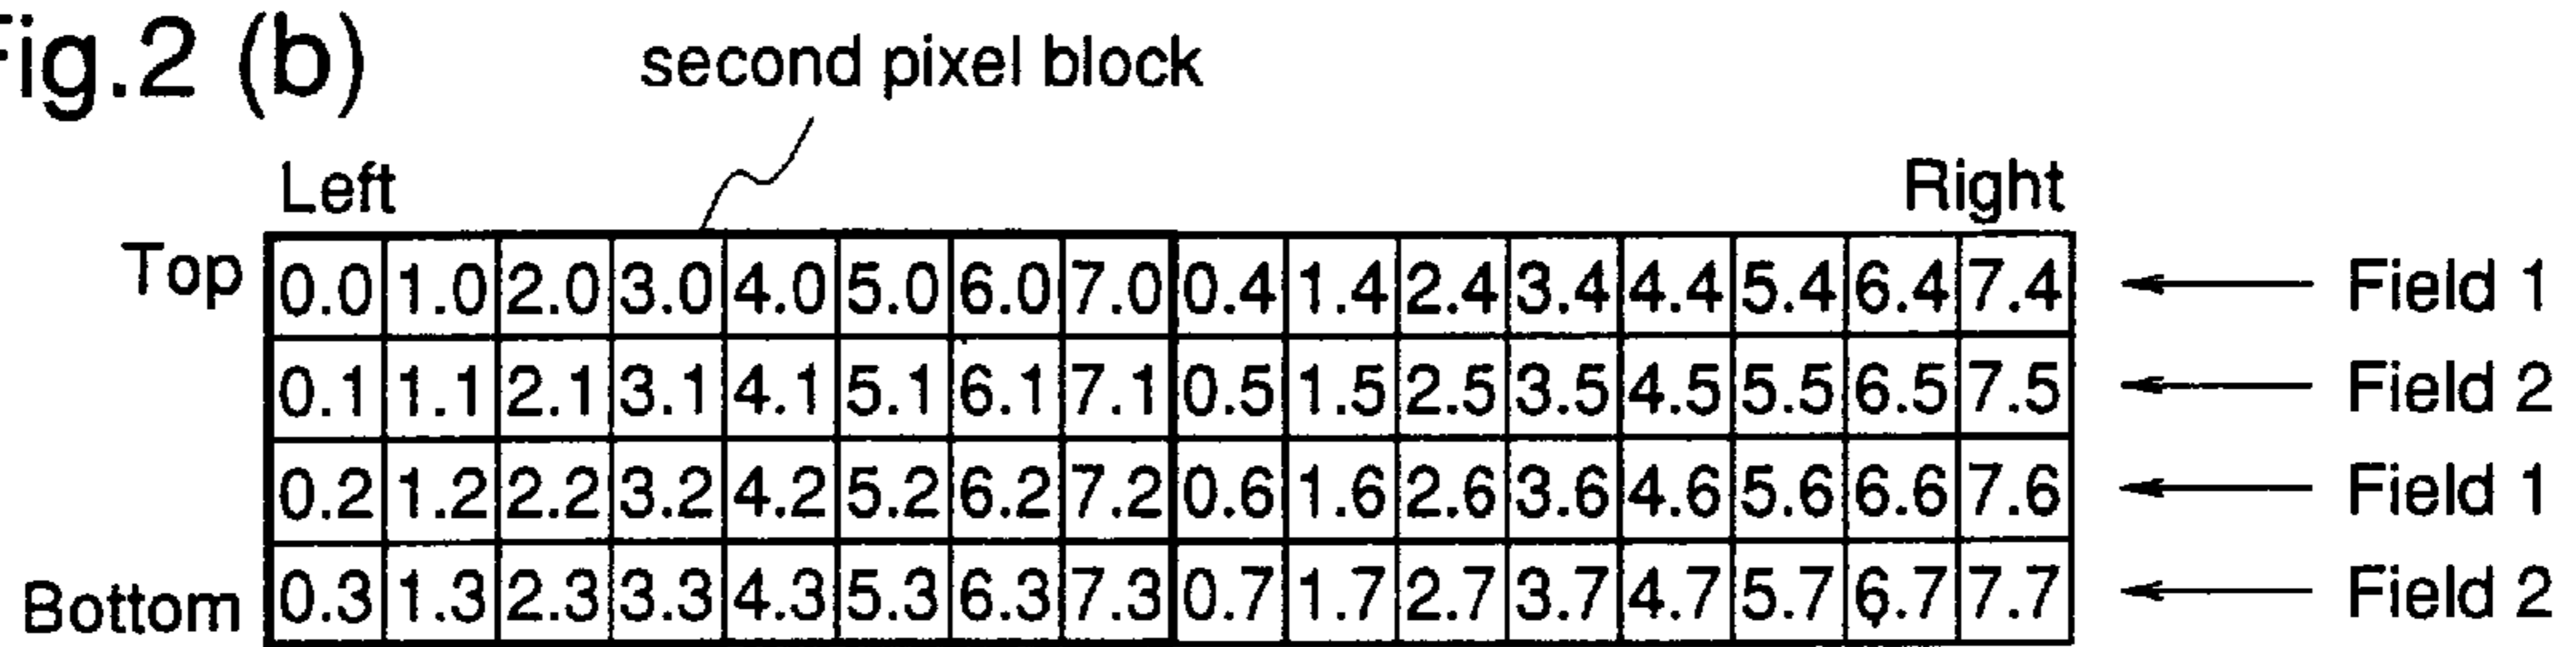 Fig.2 (b)
second pixel block
Left Right
Top 0.0 1.0 2.0 3.0 4.0 5.0 6.0 7.0 0.4 1.4 2.4 3.4 4.4 5.4 6.4 7.4 Field 1
0.1 1.1 2.1 3.1 4.1 5.1 6.1 7.1 0.5 1.5 2.5 3.5 4.5 5.5 6.5 7.5 Field 2
0.2 1.2 2.2 3.2 4.2 5.2 6.2 7.2 0.6 1.6 2.6 3.6 4.6 5.6 6.6 7.6 Field 1
Bottom 0.3 1.3 2.3 3.3 4.3 5.3 6.3 7.3 0.7 1.7 2.7 3.7 4.7 5.7 6.7 7.7 Field 2